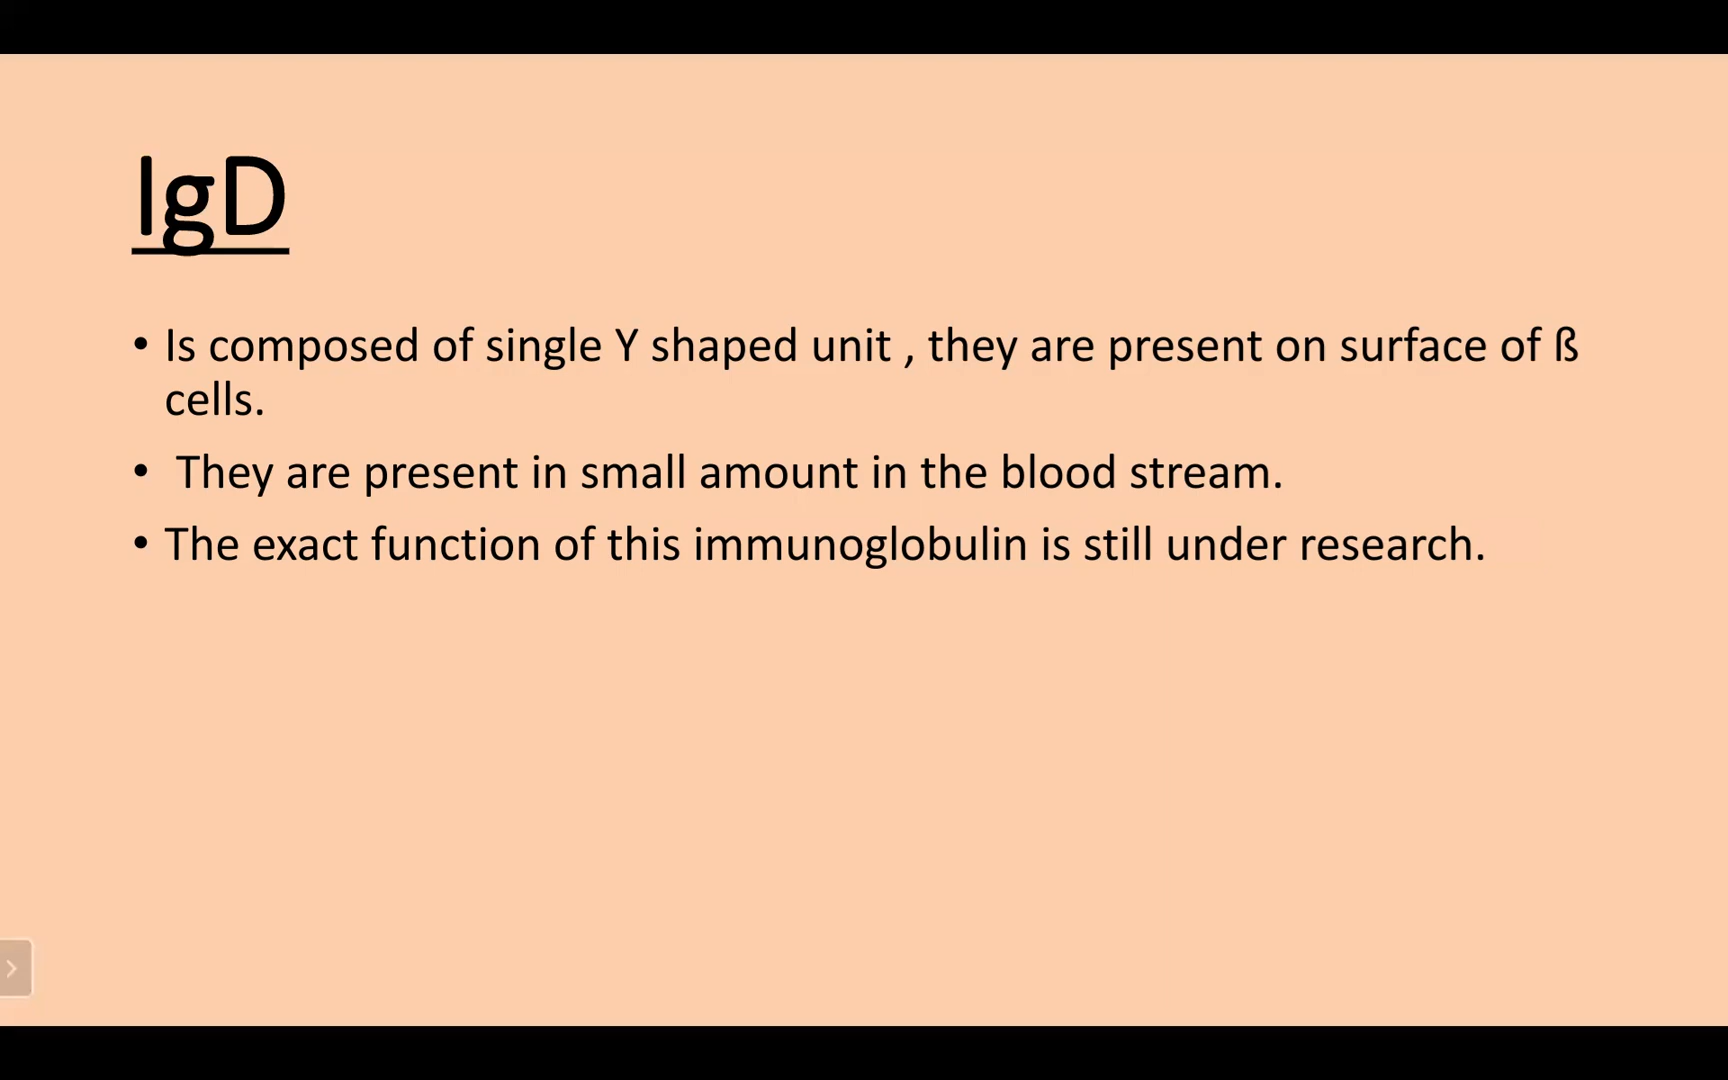 IgD
• Is composed of single Y shaped unit , they are present on surface of ß
cells.
• They are present in small amount in the blood stream.
• The exact function of this immunoglobulin is still under research.